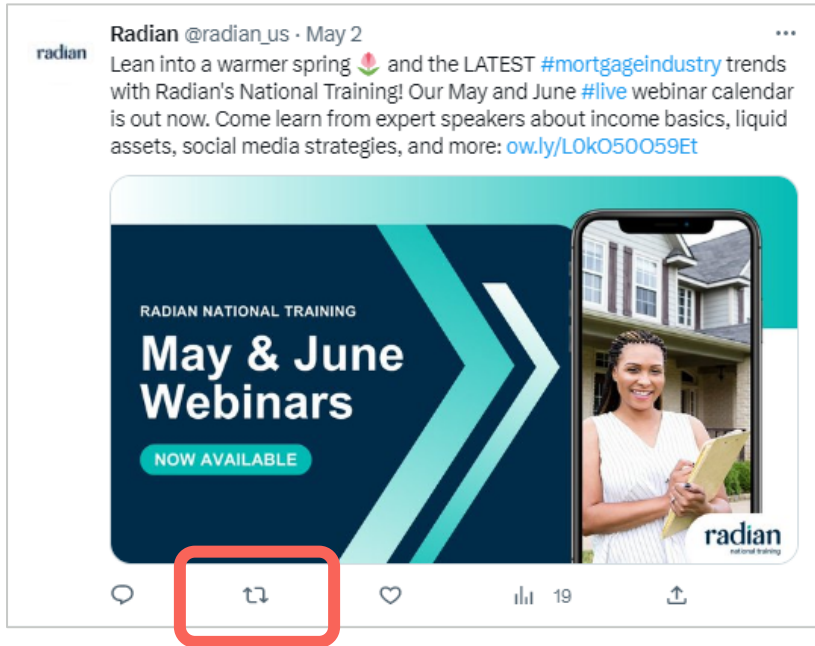 radian
Radian @radian_us · May 2
Lean into a warmer spring 🌷 and the LATEST #mortgageindustry trends
with Radian's National Training! Our May and June #live webinar calendar
is out now. Come learn from expert speakers about income basics, liquid
assets, social media strategies, and more: ow.ly/L0kO50O59Et
RADIAN NATIONAL TRAINING
May & June
Webinars
NOW AVAILABLE
radian
national training
19